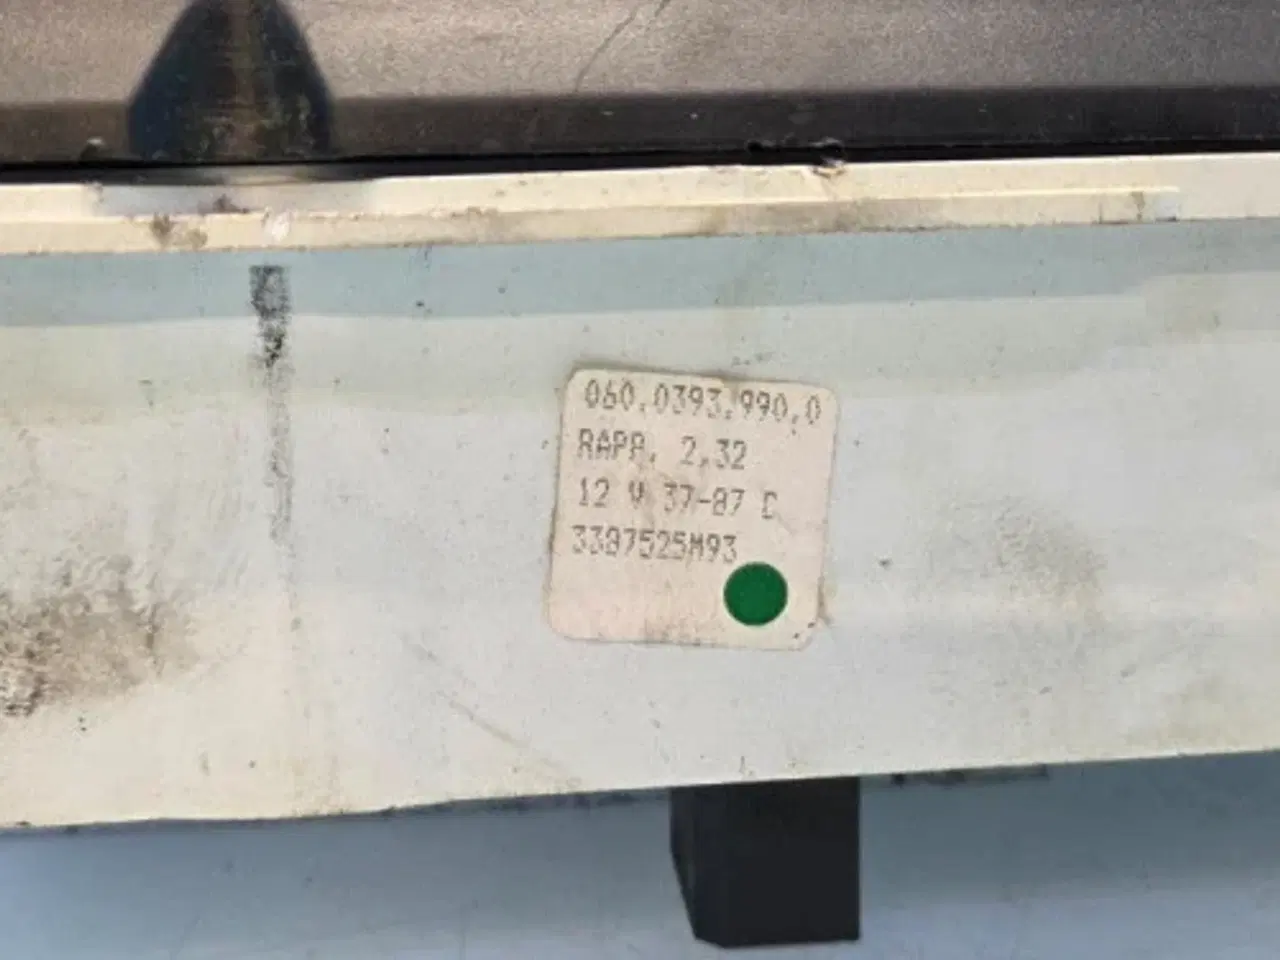 060.0393.990.0
RAPP. 2,32
12 V 37-87 C
3387525M93